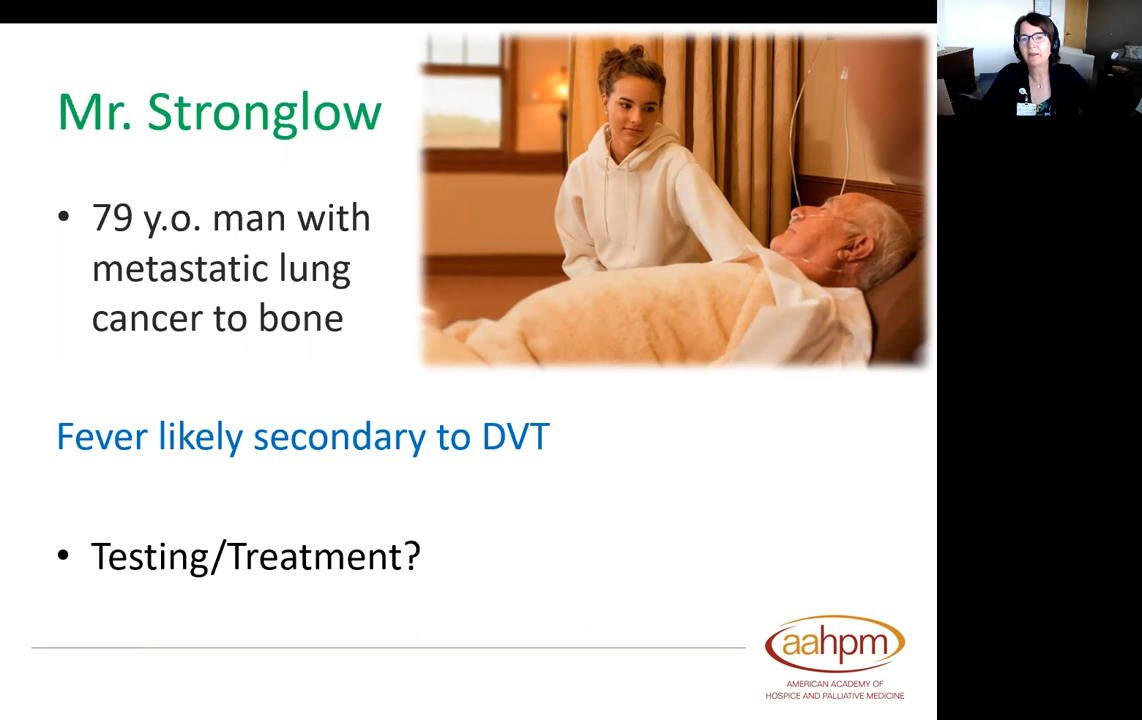 Mr. Stronglow
• 79 y.o. man with
metastatic lung
cancer to bone
Fever likely secondary to DVT
• Testing/Treatment?
aahpm
AMERICAN ACADEMY OF
HOSPICE AND PALLIATIVE MEDICINE